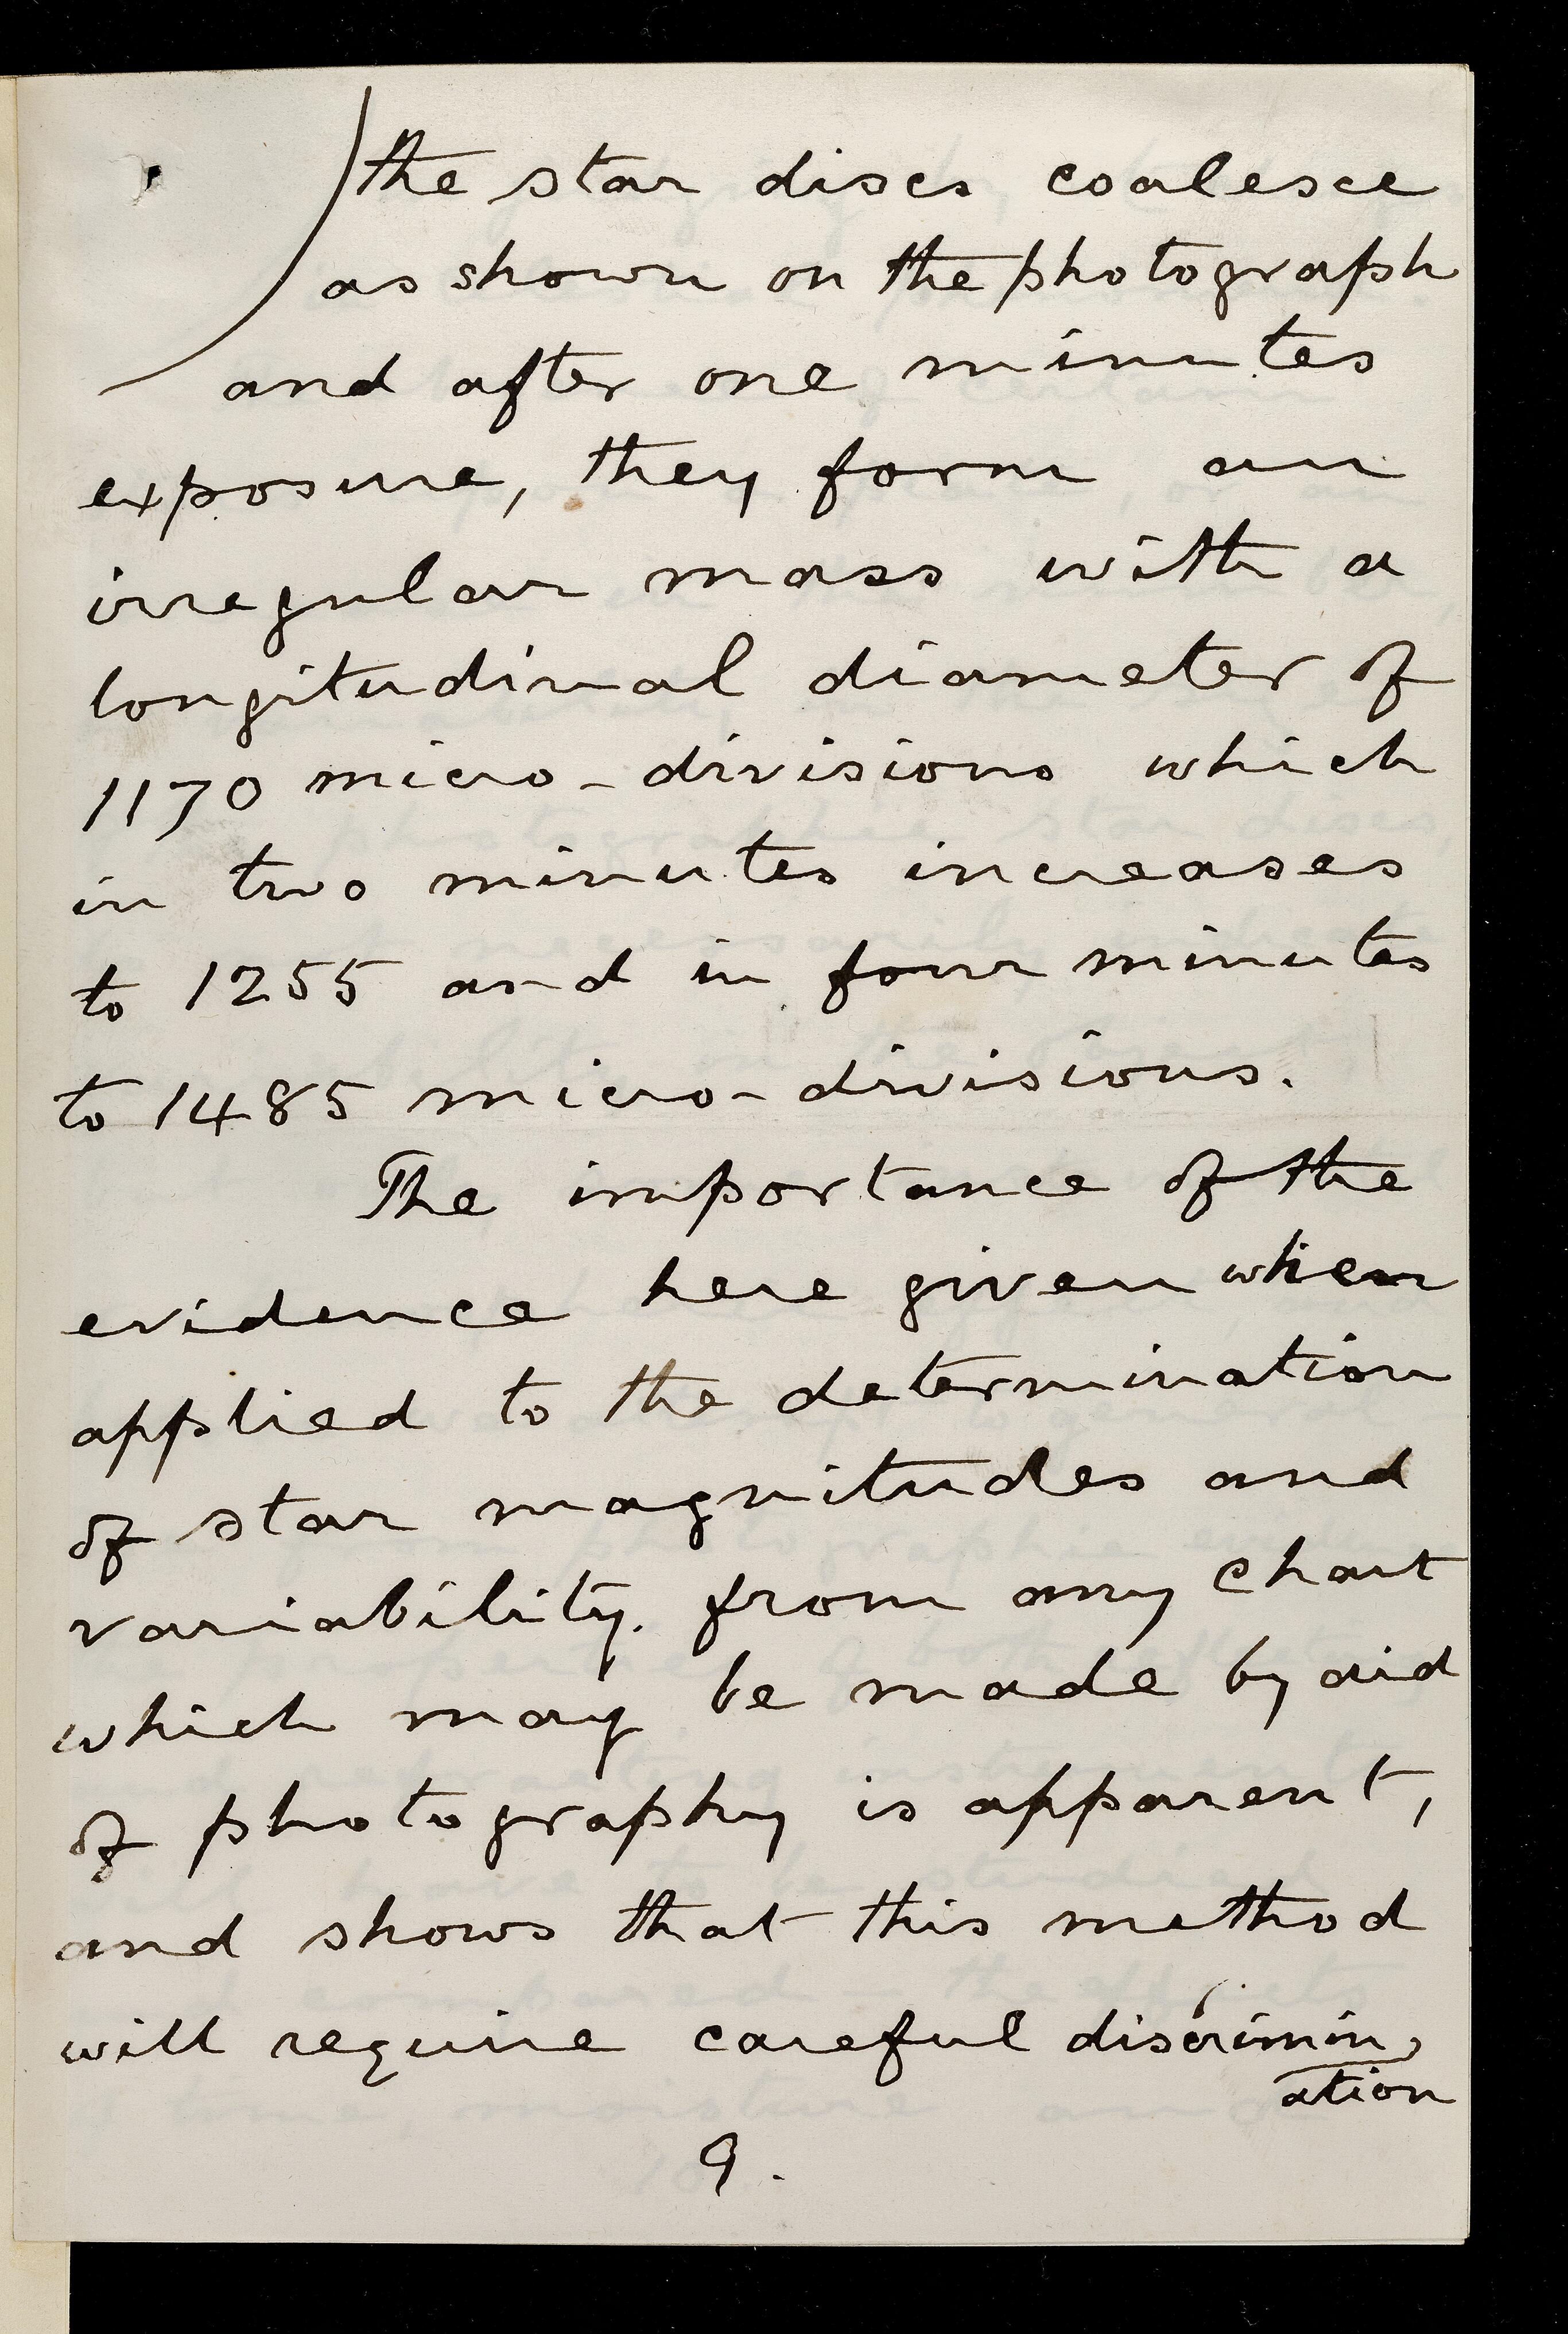 the star discs coalesce
as shown on the photograph
and after one minutes
exposure, they form an
irregular mass with a
longitudinal diameter of
1170 micro-divisions which
in two minutes increases
to 1255 and in four minutes
to 1485 micro-divisions.
The importance of the
evidence here given when
applied to the determination
of star magnitudes and
variability, from any chart
which may be made by aid
of photography is apparent,
and shows that this method
will require careful discrimin
ation
9.